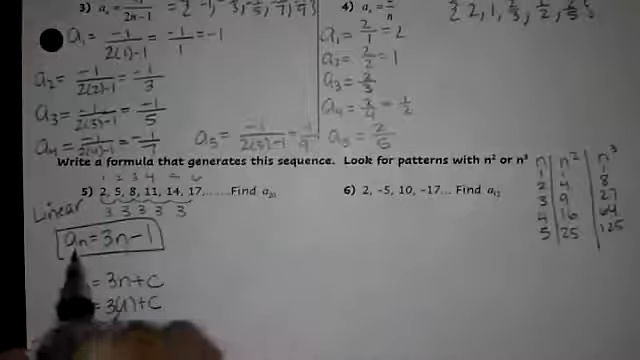 3) aₙ = -1/(2n-1) = {-1, -1/3, -1/5, -1/7, -1/9}
a₁ = -1/(2(1)-1) = -1/1 = -1
a₂ = -1/(2(2)-1) = -1/3
a₃ = -1/(2(3)-1) = -1/5
a₄ = -1/(2(4)-1) = -1/7
a₅ = -1/(2(5)-1) = -1/9
4) aₙ = 2/n {2, 1, 2/3, 1/2, 2/5}
a₁ = 2/1 = 2
a₂ = 2/2 = 1
a₃ = 2/3
a₄ = 2/4 = 1/2
a₅ = 2/5
Write a formula that generates this sequence. Look for patterns with n² or n³
1 2 3 4 6
5) 2, 5, 8, 11, 14, 17,......Find a₂₀
3 3 3 3 3
Linear
aₙ = 3n - 1
= 3n + c
= 3(1) + c
6) 2, -5, 10, -17... Find a₁₂
n n² n³
1 1 1
2 4 8
3 9 27
4 16 64
5 25 125